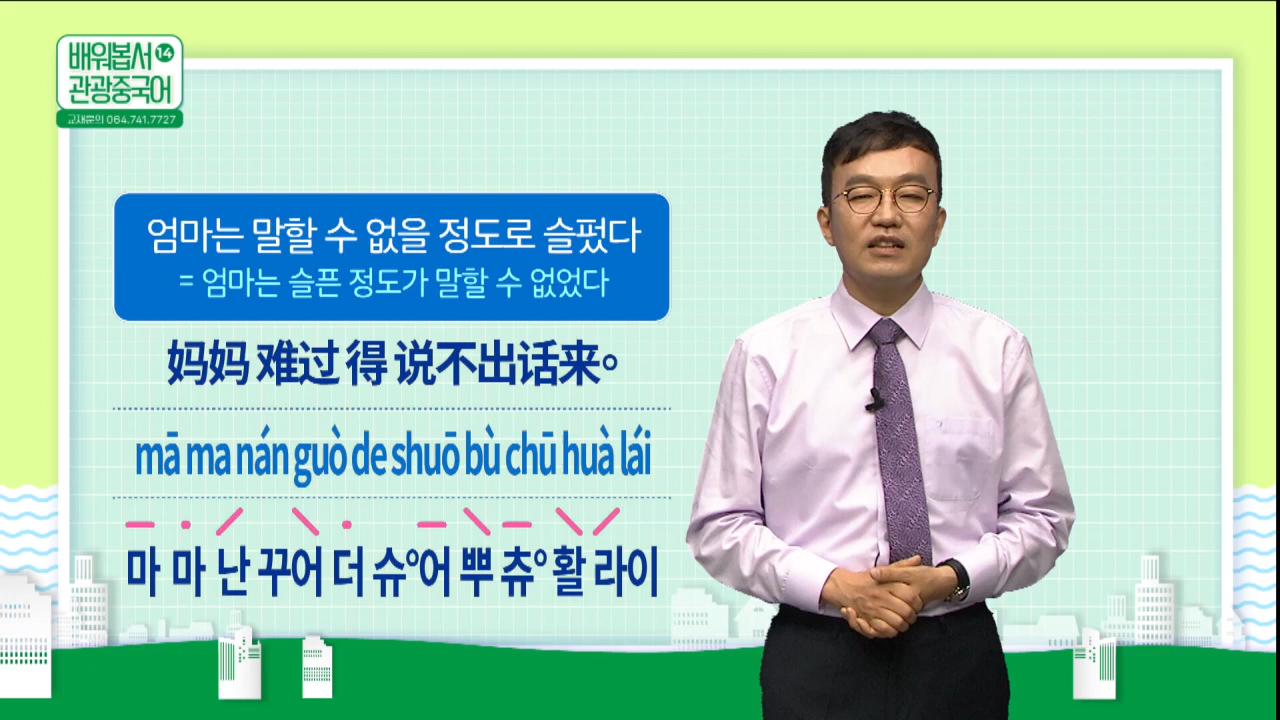 배워봅서 14
관광중국어
교재문의 064.741.7727
엄마는 말할 수 없을 정도로 슬펐다
= 엄마는 슬픈 정도가 말할 수 없었다
妈妈 难过 得 说不出话来。
mā ma nán guò de shuō bù chū huà lái
마 마 난 꾸어 더 슈°어 뿌 츄° 활 라이